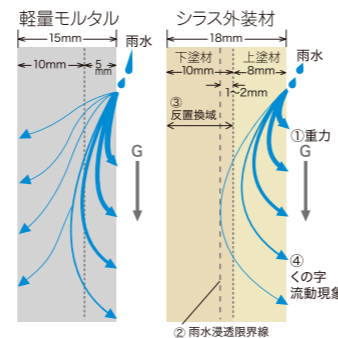 軽量モルタル
15mm
雨水
10mm
5
mm
G
シラス外装材
18mm
下塗材
上塗材
雨水
10mm
8mm
1~2mm
③
反置換域
①重力
G
④
くの字
流動現象
② 雨水浸透限界線